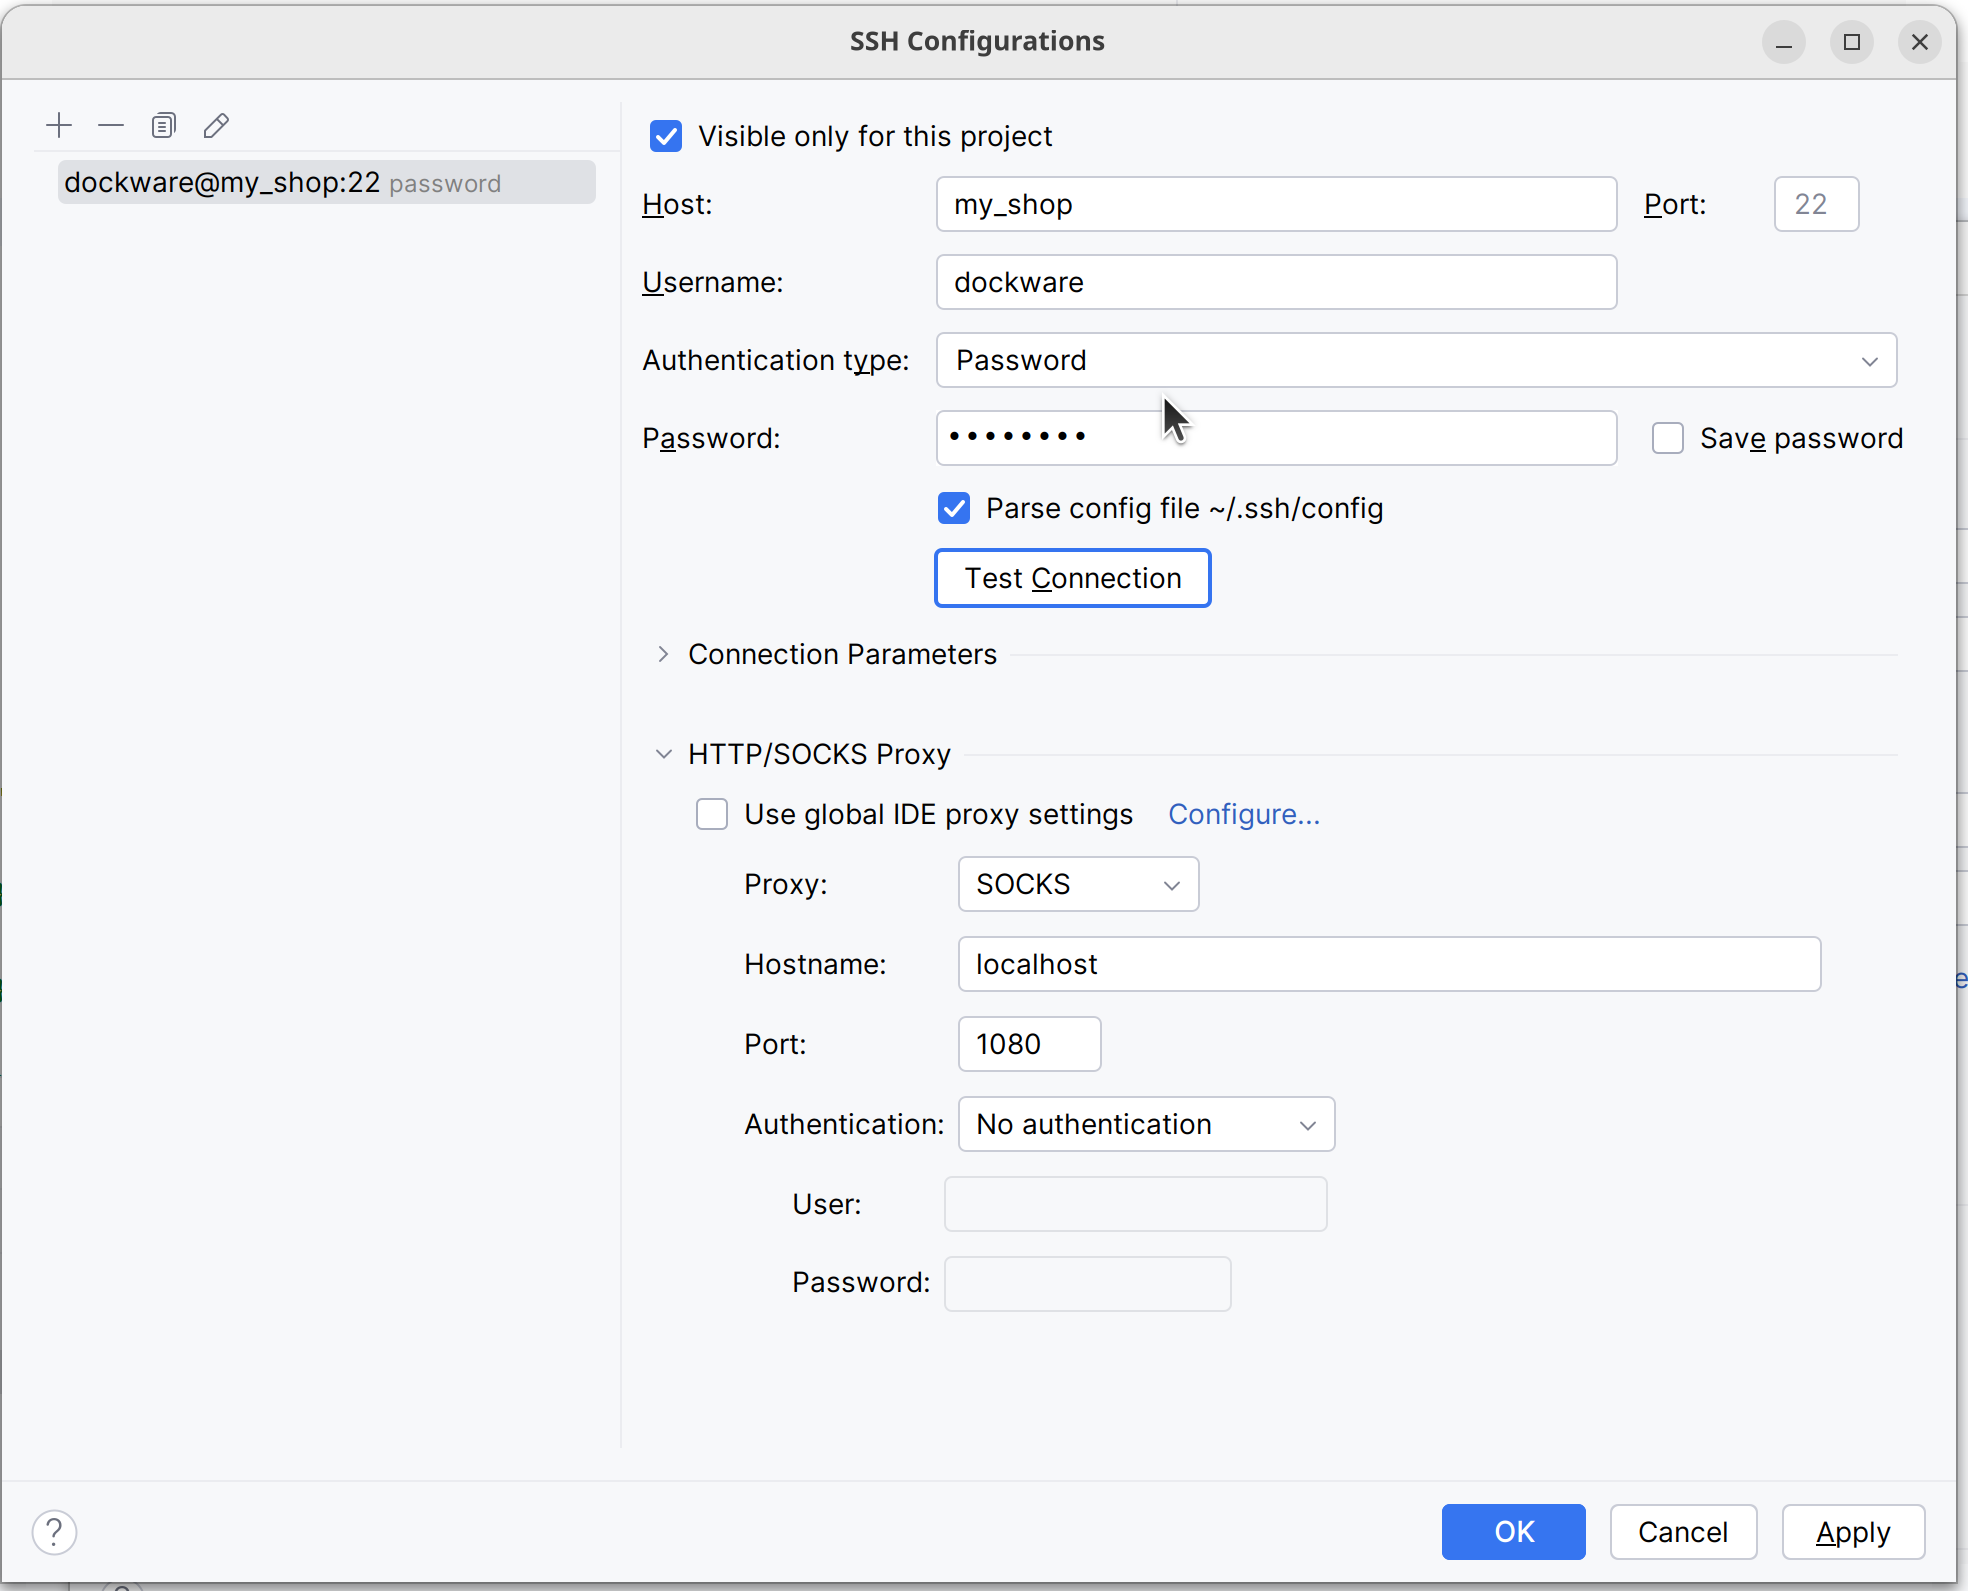 SSH Configurations
dockware@my_shop:22 password
Visible only for this project
Host: my_shop Port: 22
Username: dockware
Authentication type: Password
Password: •••••••• Save password
Parse config file ~/.ssh/config
Test Connection
Connection Parameters
HTTP/SOCKS Proxy
Use global IDE proxy settings Configure...
Proxy: SOCKS
Hostname: localhost
Port: 1080
Authentication: No authentication
User:
Password:
? OK Cancel Apply